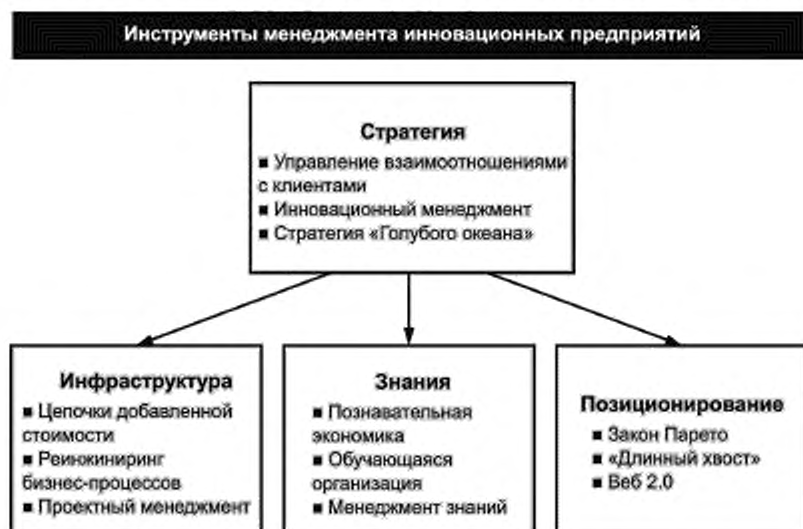 Инструменты менеджмента инновационных предприятий
Стратегия
■ Управление взаимоотношениями
с клиентами
■ Инновационный менеджмент
■ Стратегия «Голубого океана»
Инфраструктура
■ Цепочки добавленной
стоимости
■ Реинжиниринг
бизнес-процессов
■ Проектный менеджмент
Знания
■ Познавательная
экономика
■ Обучающаяся
организация
■ Менеджмент знаний
Позиционирование
■ Закон Парето
■ «Длинный хвост»
■ Веб 2.0